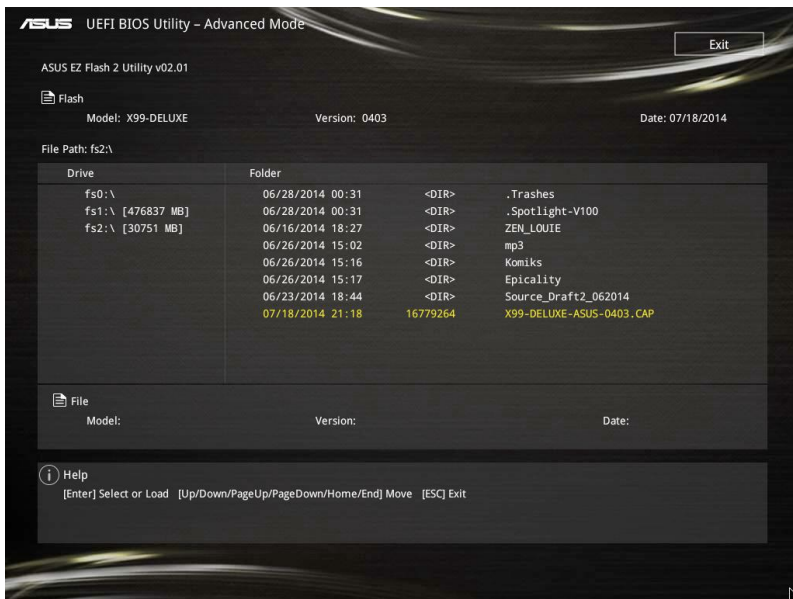 ASUS UEFI BIOS Utility – Advanced Mode
Exit
ASUS EZ Flash 2 Utility v02.01
Flash
Model: X99-DELUXE Version: 0403 Date: 07/18/2014
File Path: fs2:\
Drive Folder
fs0:\ 06/28/2014 00:31 <DIR> .Trashes
fs1:\ [476837 MB] 06/28/2014 00:31 <DIR> .Spotlight-V100
fs2:\ [30751 MB] 06/16/2014 18:27 <DIR> ZEN_LOUIE
06/26/2014 15:02 <DIR> mp3
06/26/2014 15:16 <DIR> Komiks
06/26/2014 15:17 <DIR> Epicality
06/23/2014 18:44 <DIR> Source_Draft2_062014
07/18/2014 21:18 16779264 X99-DELUXE-ASUS-0403.CAP
File
Model: Version: Date:
Help
[Enter] Select or Load [Up/Down/PageUp/PageDown/Home/End] Move [ESC] Exit